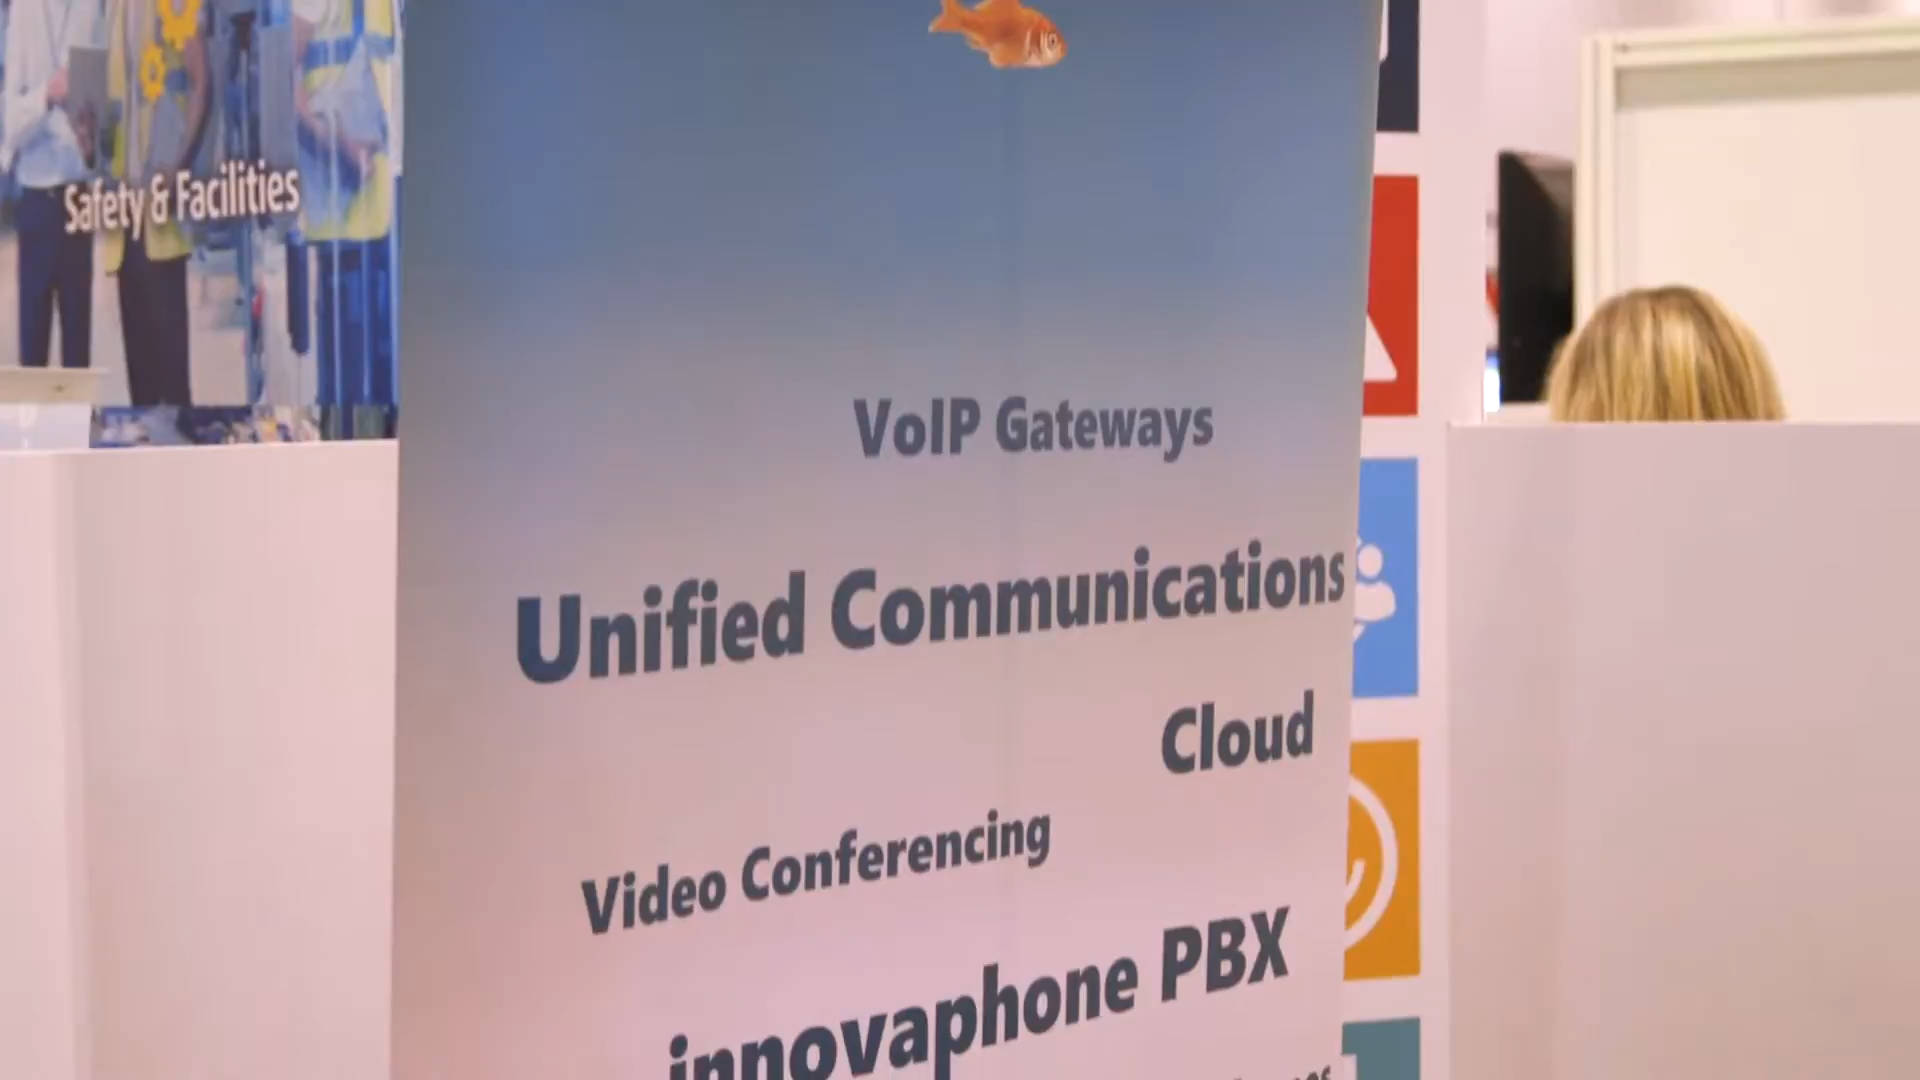 Safety & Facilities
VoIP Gateways
Unified Communications
Cloud
Video Conferencing
innovaphone PBX